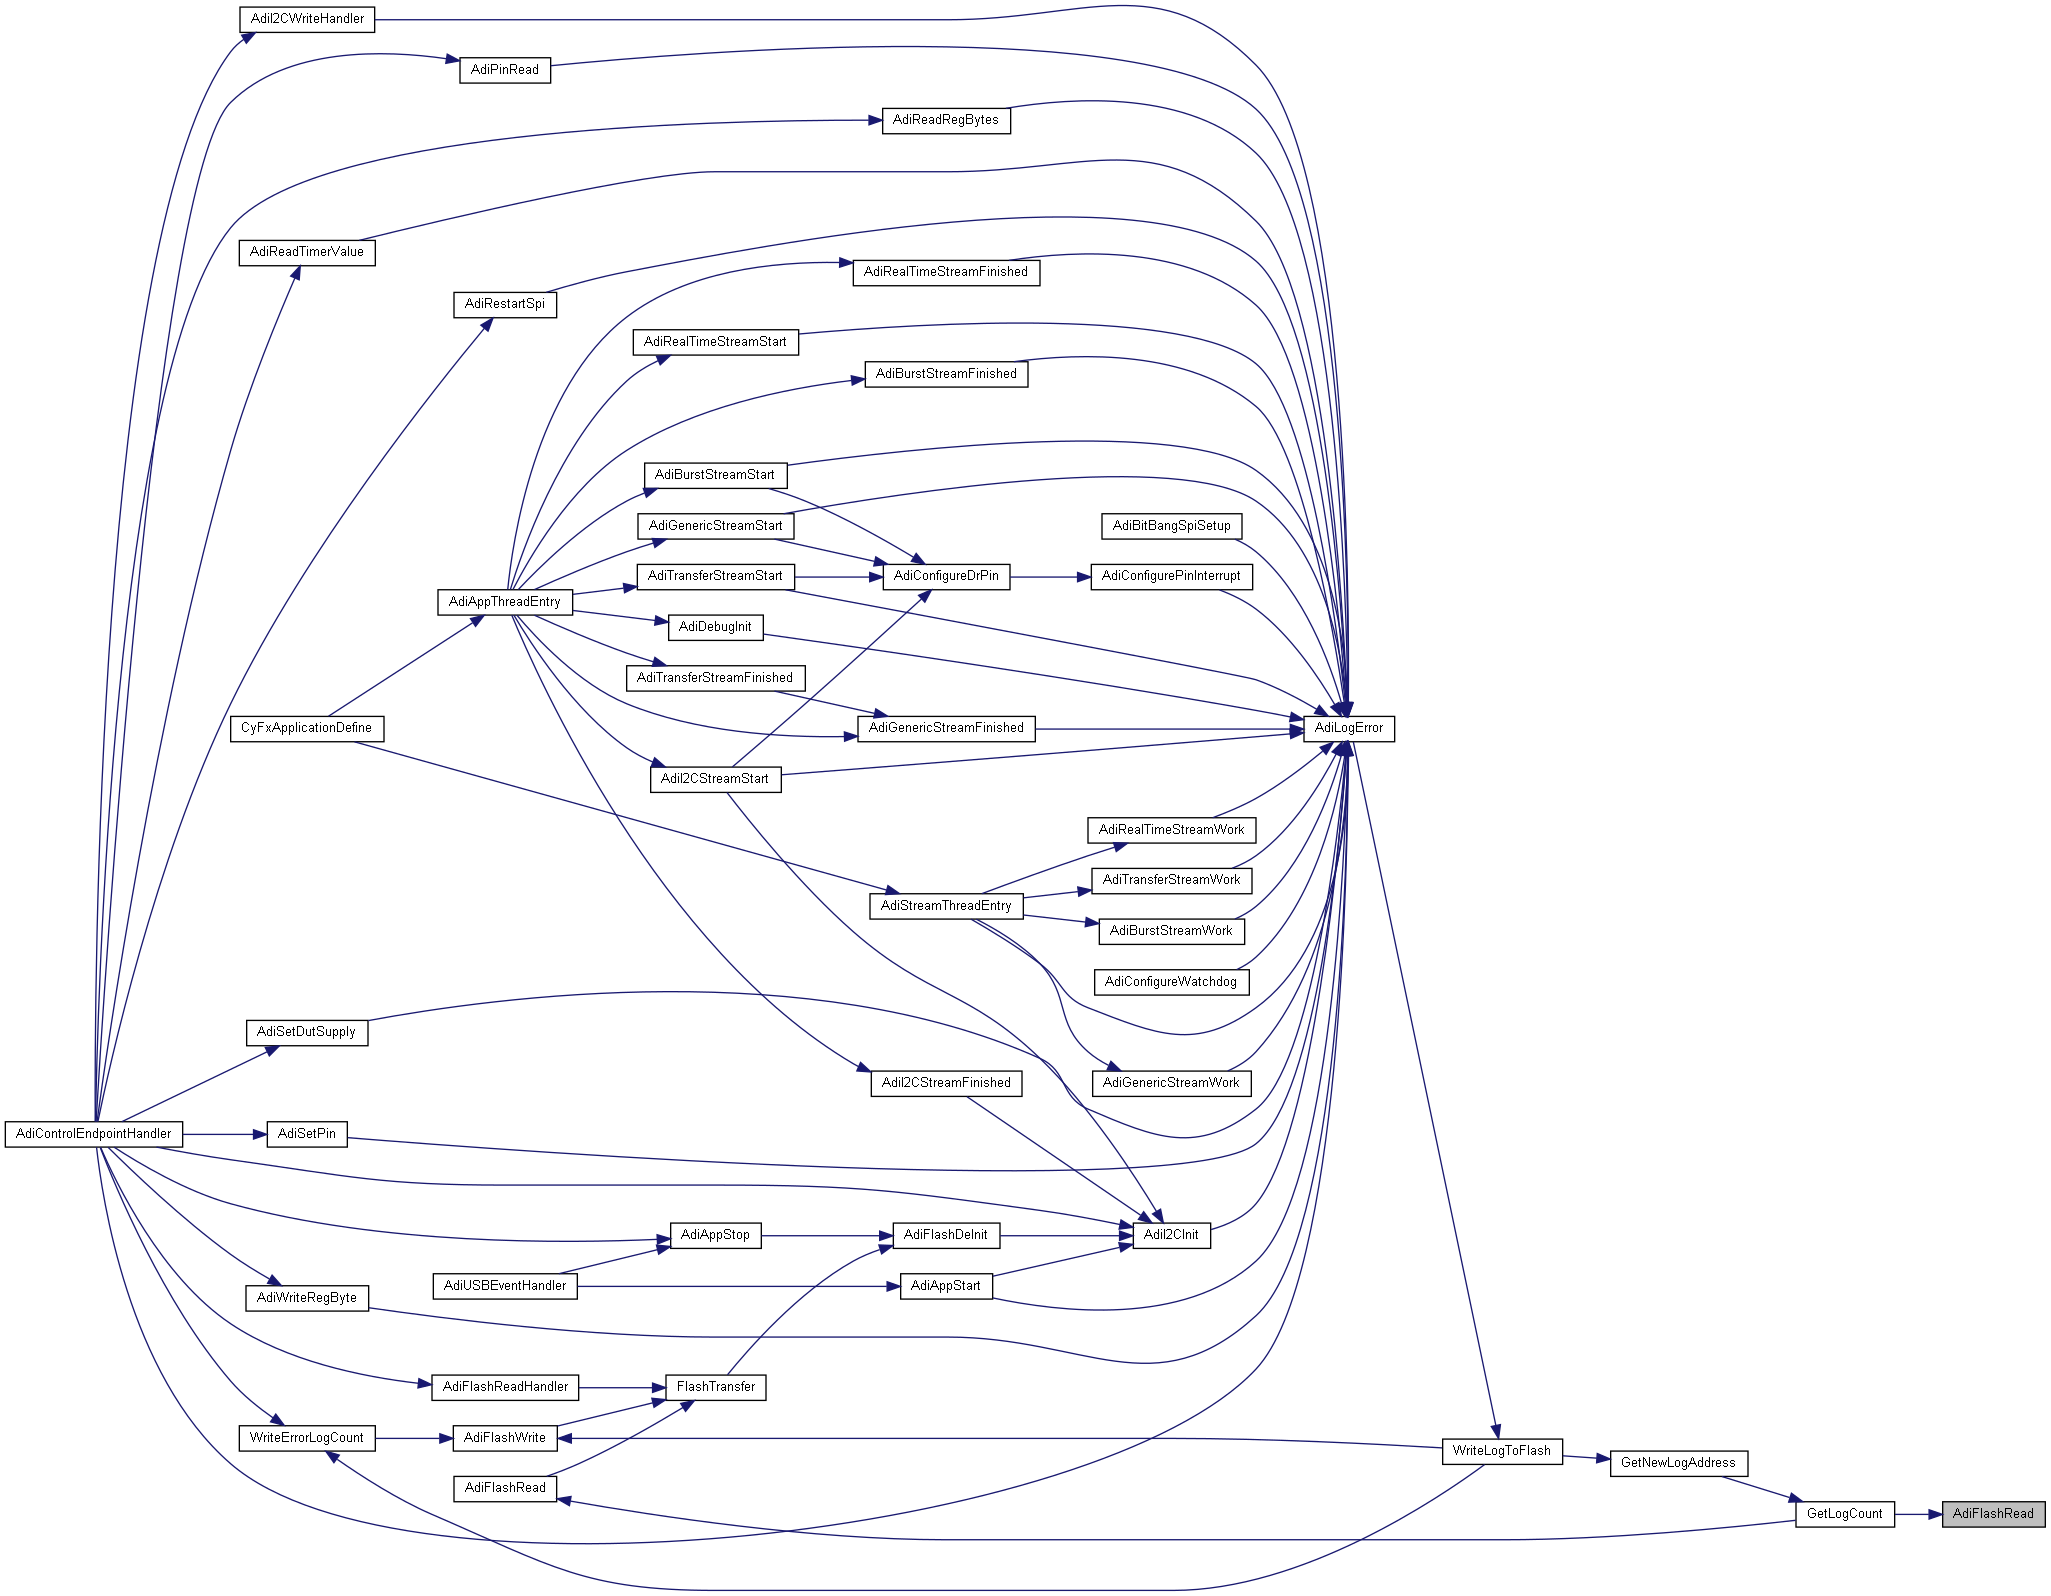 AdiI2CWriteHandler
AdiPinRead
AdiReadRegBytes
AdiReadTimerValue
AdiRealTimeStreamFinished
AdiRestartSpi
AdiRealTimeStreamStart
AdiBurstStreamFinished
AdiBurstStreamStart
AdiGenericStreamStart
AdiBitBangSpiSetup
AdiTransferStreamStart
AdiConfigureDrPin
AdiConfigurePinInterrupt
AdiAppThreadEntry
AdiDebugInit
AdiTransferStreamFinished
CyFxApplicationDefine
AdiGenericStreamFinished
AdiLogError
AdiI2CStreamStart
AdiRealTimeStreamWork
AdiTransferStreamWork
AdiStreamThreadEntry
AdiBurstStreamWork
AdiConfigureWatchdog
AdiSetDutSupply
AdiI2CStreamFinished
AdiGenericStreamWork
AdiControlEndpointHandler
AdiSetPin
AdiAppStop
AdiFlashDeInit
AdiI2CInit
AdiUSBEventHandler
AdiAppStart
AdiWriteRegByte
AdiFlashReadHandler
FlashTransfer
WriteErrorLogCount
AdiFlashWrite
WriteLogToFlash
GetNewLogAddress
AdiFlashRead
GetLogCount
AdiFlashRead